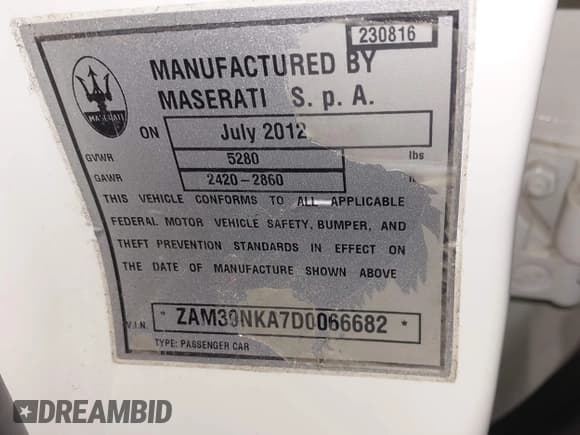 230816
MANUFACTURED BY
MASERATI S. p. A.
MASERATI
ON July 2012
GVWR 5280 lbs
GAWR 2420-2860
THIS VEHICLE CONFORMS TO ALL APPLICABLE
FEDERAL MOTOR VEHICLE SAFETY, BUMPER, AND
THEFT PREVENTION STANDARDS IN EFFECT ON
THE DATE OF MANUFACTURE SHOWN ABOVE
V.I.N. * ZAM39NKA7D0066682 *
TYPE: PASSENGER CAR
DREAMBID